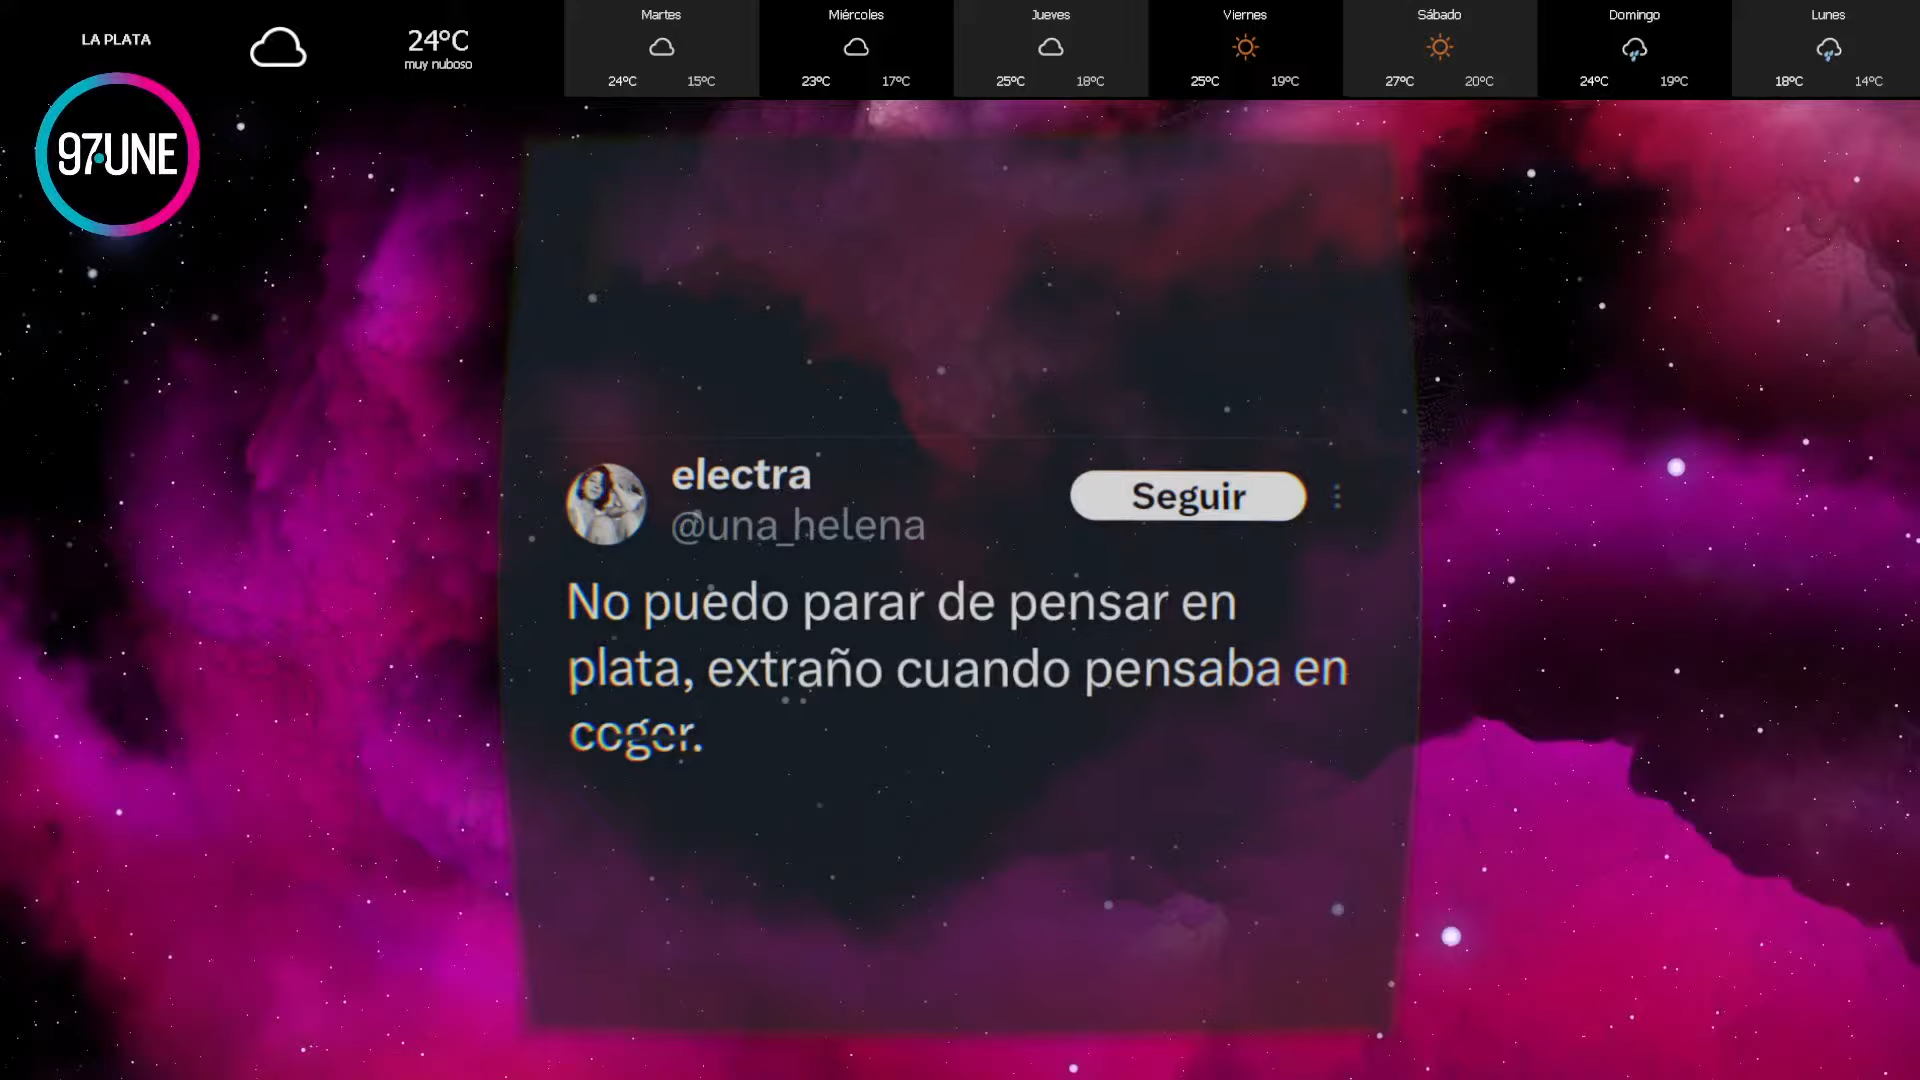 LA PLATA
24°C
muy nuboso
Martes
24°C 15°C
Miércoles
23°C 17°C
Jueves
25°C 18°C
Viernes
25°C 19°C
Sábado
27°C 20°C
Domingo
24°C 19°C
Lunes
18°C 14°C
97.UNE
electra
@una_helena
Seguir
No puedo parar de pensar en
plata, extraño cuando pensaba en
coger.